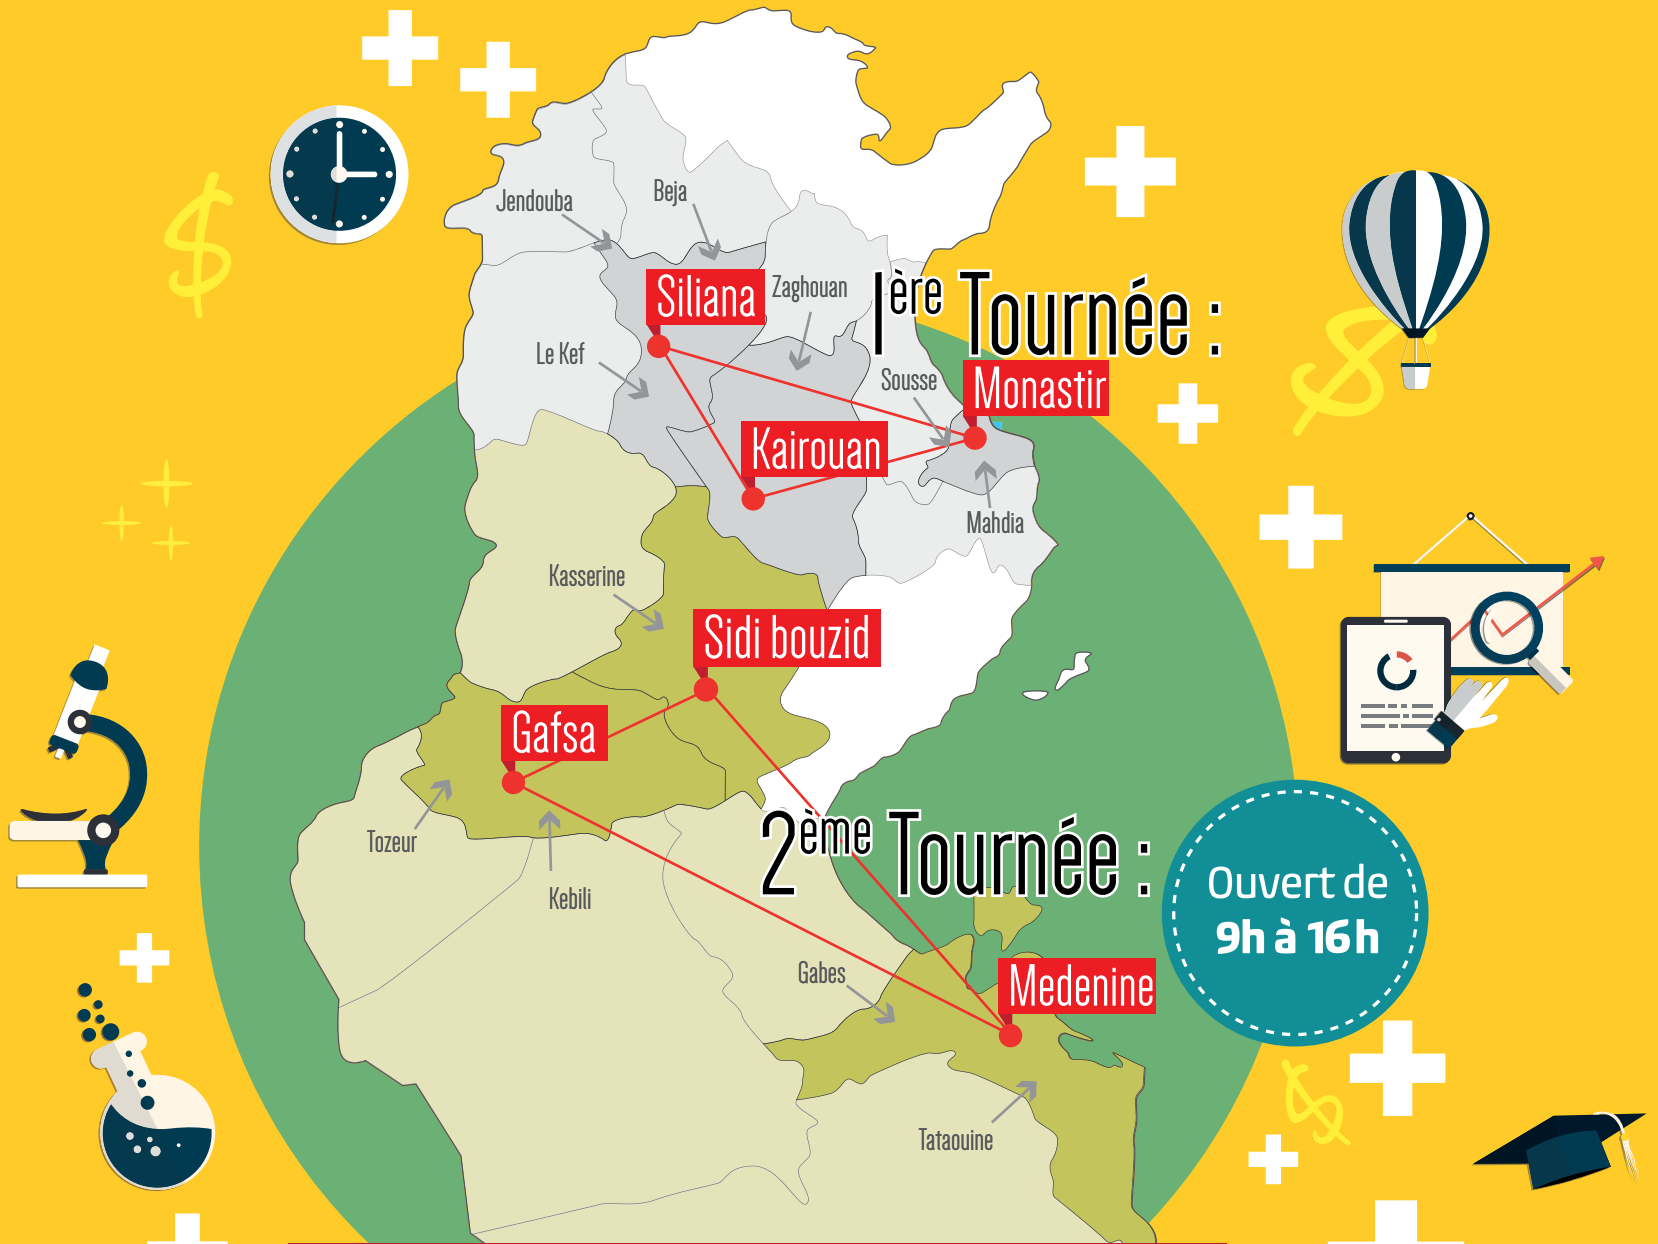 Jendouba
Beja
Siliana
Zaghouan
1ère Tournée :
Le Kef
Sousse
Monastir
Kairouan
Mahdia
Kasserine
Sidi bouzid
Gafsa
Tozeur
Kebili
2ème Tournée :
Ouvert de
9h à 16h
Gabes
Medenine
Tataouine